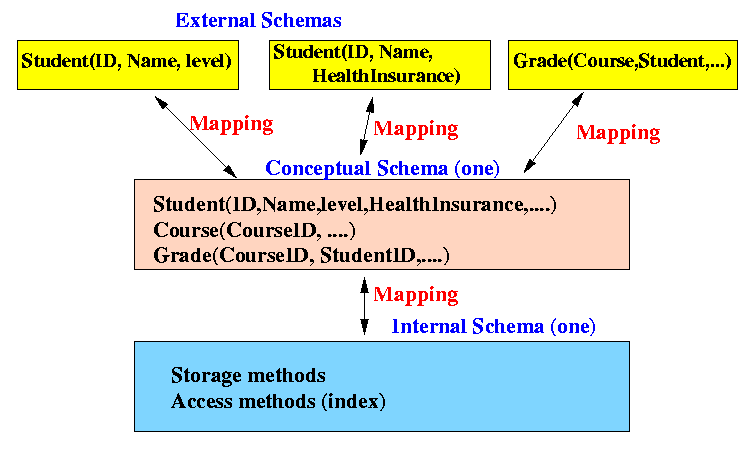 External Schemas
Student(ID, Name, level)
Student(ID, Name,
HealthInsurance)
Grade(Course,Student,...)
Mapping
Mapping
Mapping
Conceptual Schema (one)
Student(ID,Name,level,HealthInsurance,....)
Course(CourseID, ....)
Grade(CourseID, StudentID,....)
Mapping
Internal Schema (one)
Storage methods
Access methods (index)